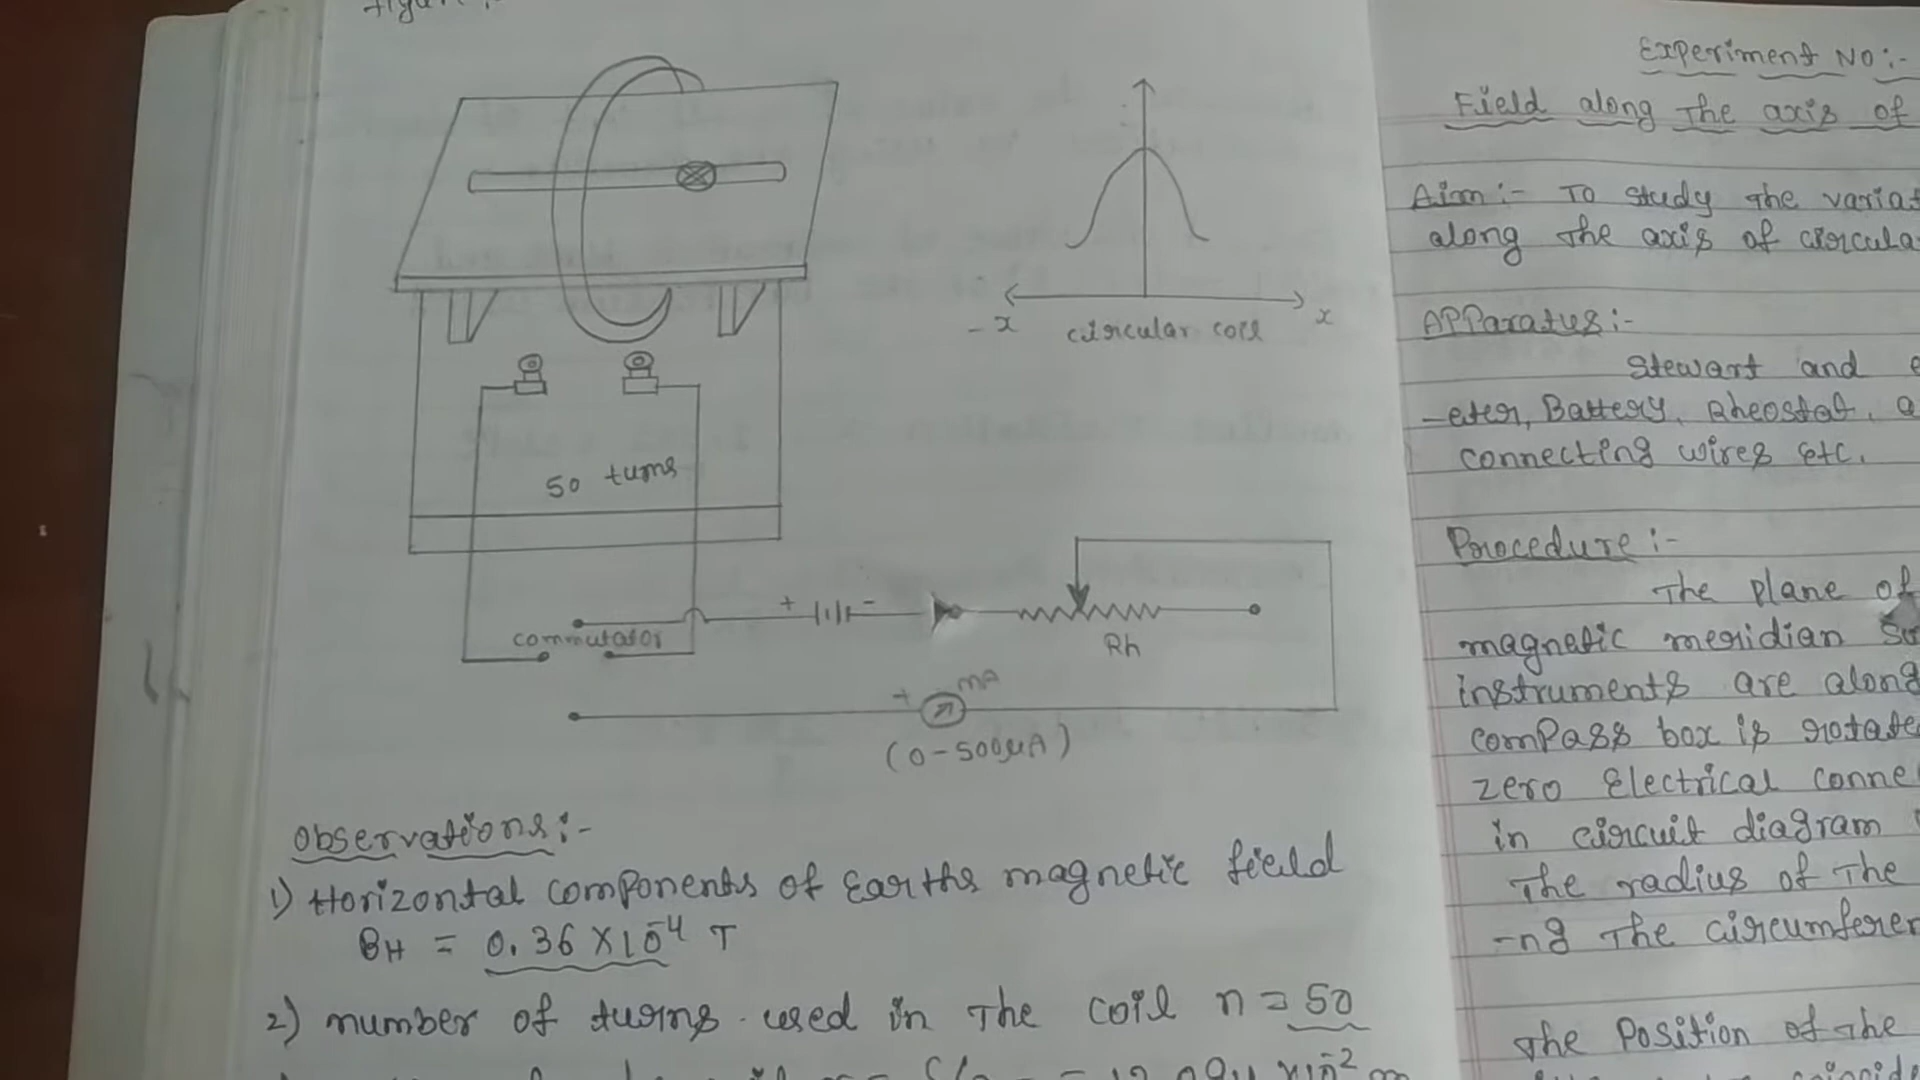 Figure :-
- x
circular coil
x
50 turns
+
-
commutator
Rh
+
mA
(0-500μA)
Observations:-
1) Horizontal components of Earths magnetic field
BH = 0.36 X10-4 T
2) number of turns used in The coil n = 50
Experiment No:-
Field along The axis of
Aim:- To study The variat
along The axis of circula
Apparatus:-
Stewart and
-eter, Battery, Rheostat,
connecting wires etc.
Procedure:-
The plane of
magnetic meridian
instruments are along
comPass box is rotate
zero Electrical conne
in circuit diagram
The radius of The
-ng The circumferen
The Position of The